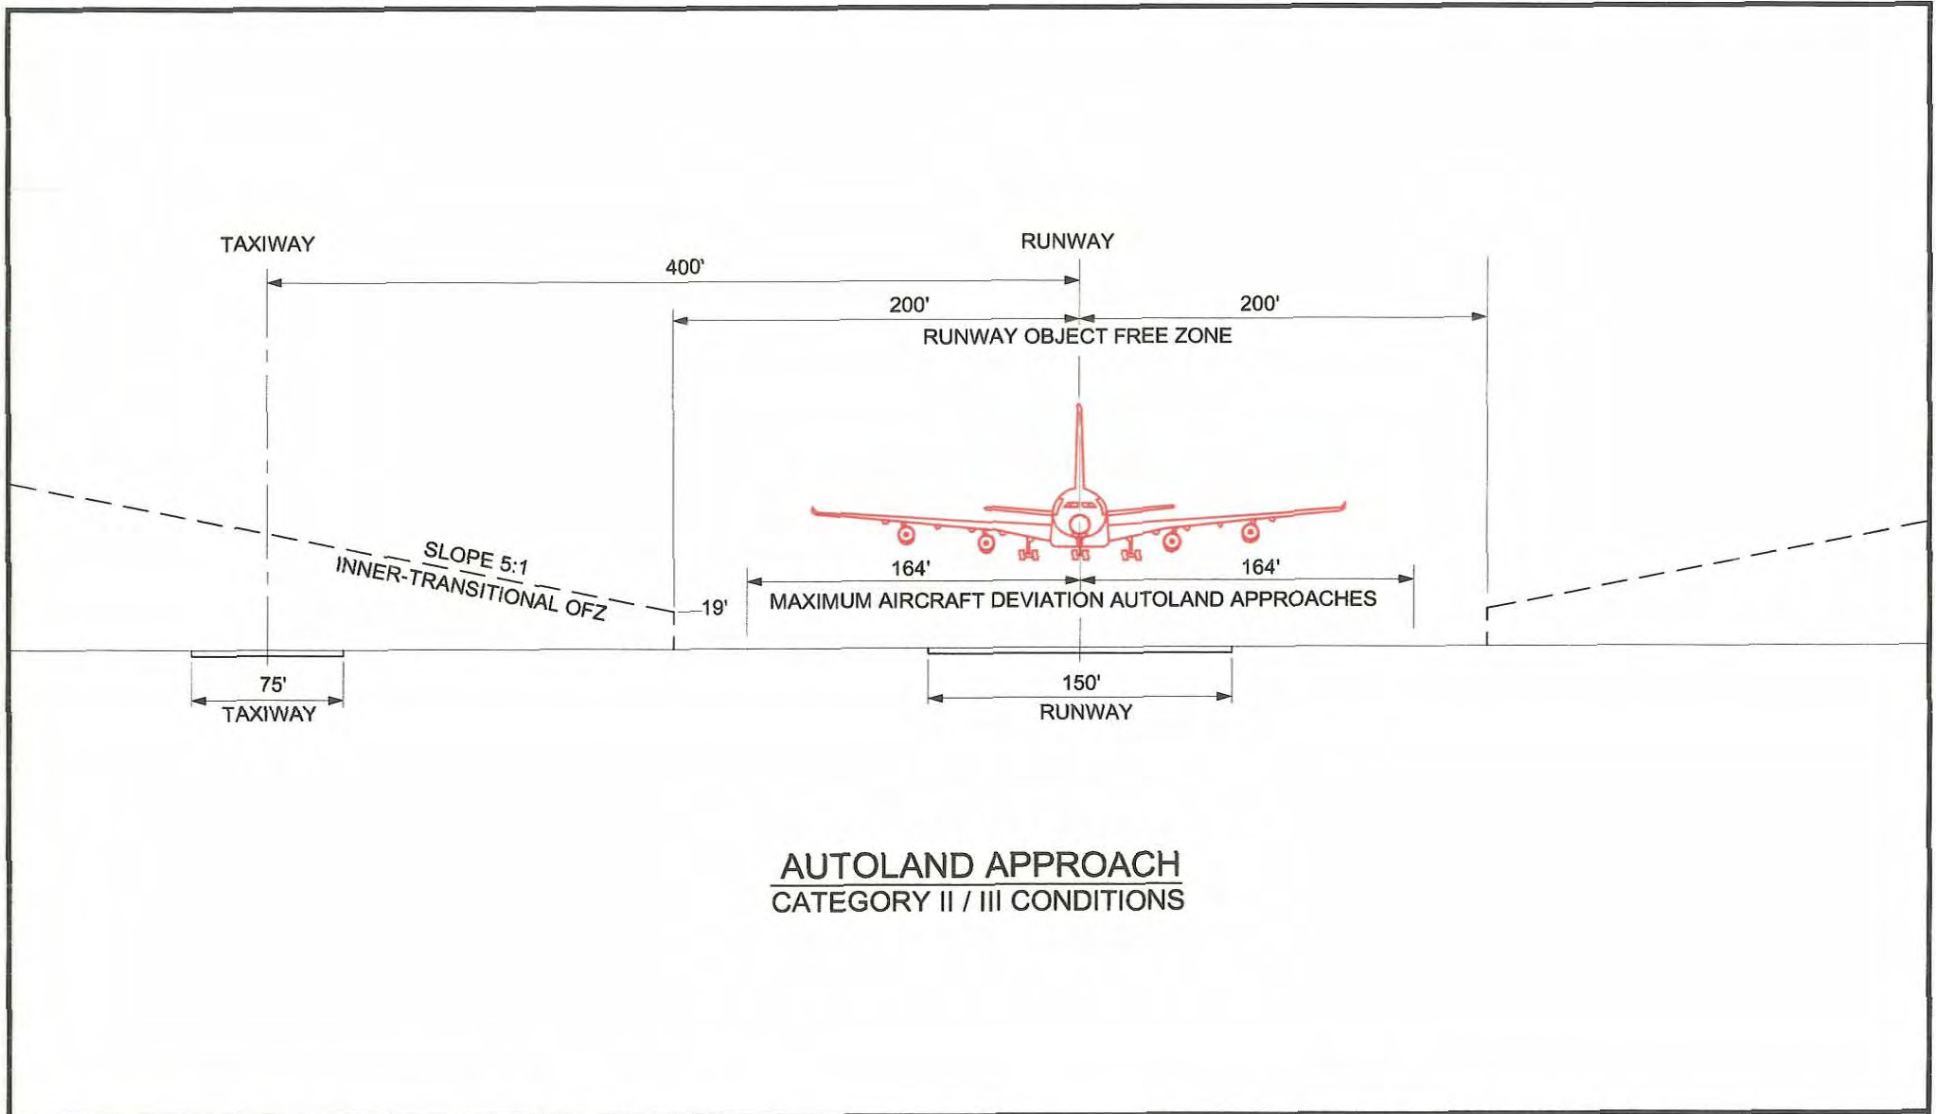 TAXIWAY
RUNWAY
400'
200'
200'
RUNWAY OBJECT FREE ZONE
SLOPE 5:1
INNER-TRANSITIONAL OFZ
19'
164'
164'
MAXIMUM AIRCRAFT DEVIATION AUTOLAND APPROACHES
75'
TAXIWAY
150'
RUNWAY
AUTOLAND APPROACH
CATEGORY II / III CONDITIONS